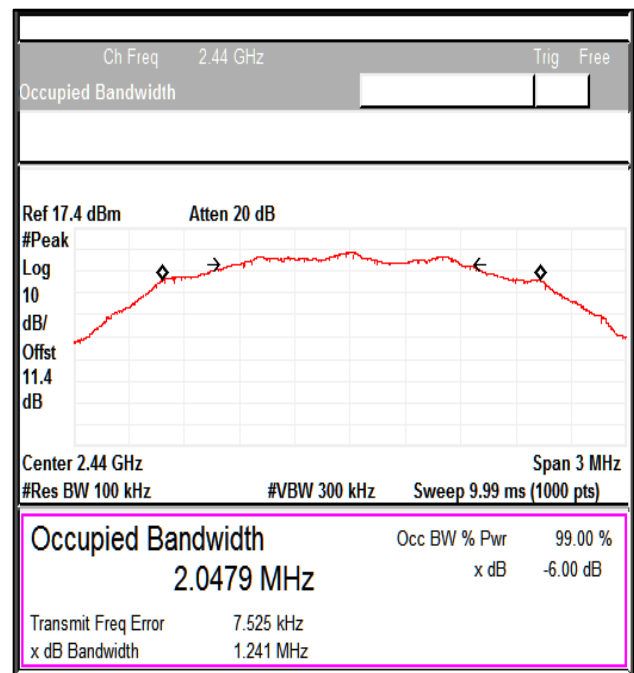 Ch Freq 2.44 GHz Trig Free
Occupied Bandwidth
Ref 17.4 dBm Atten 20 dB
#Peak
Log
10
dB/
Offst
11.4
dB
Center 2.44 GHz Span 3 MHz
#Res BW 100 kHz #VBW 300 kHz Sweep 9.99 ms (1000 pts)
Occupied Bandwidth Occ BW % Pwr 99.00 %
2.0479 MHz x dB -6.00 dB
Transmit Freq Error 7.525 kHz
x dB Bandwidth 1.241 MHz